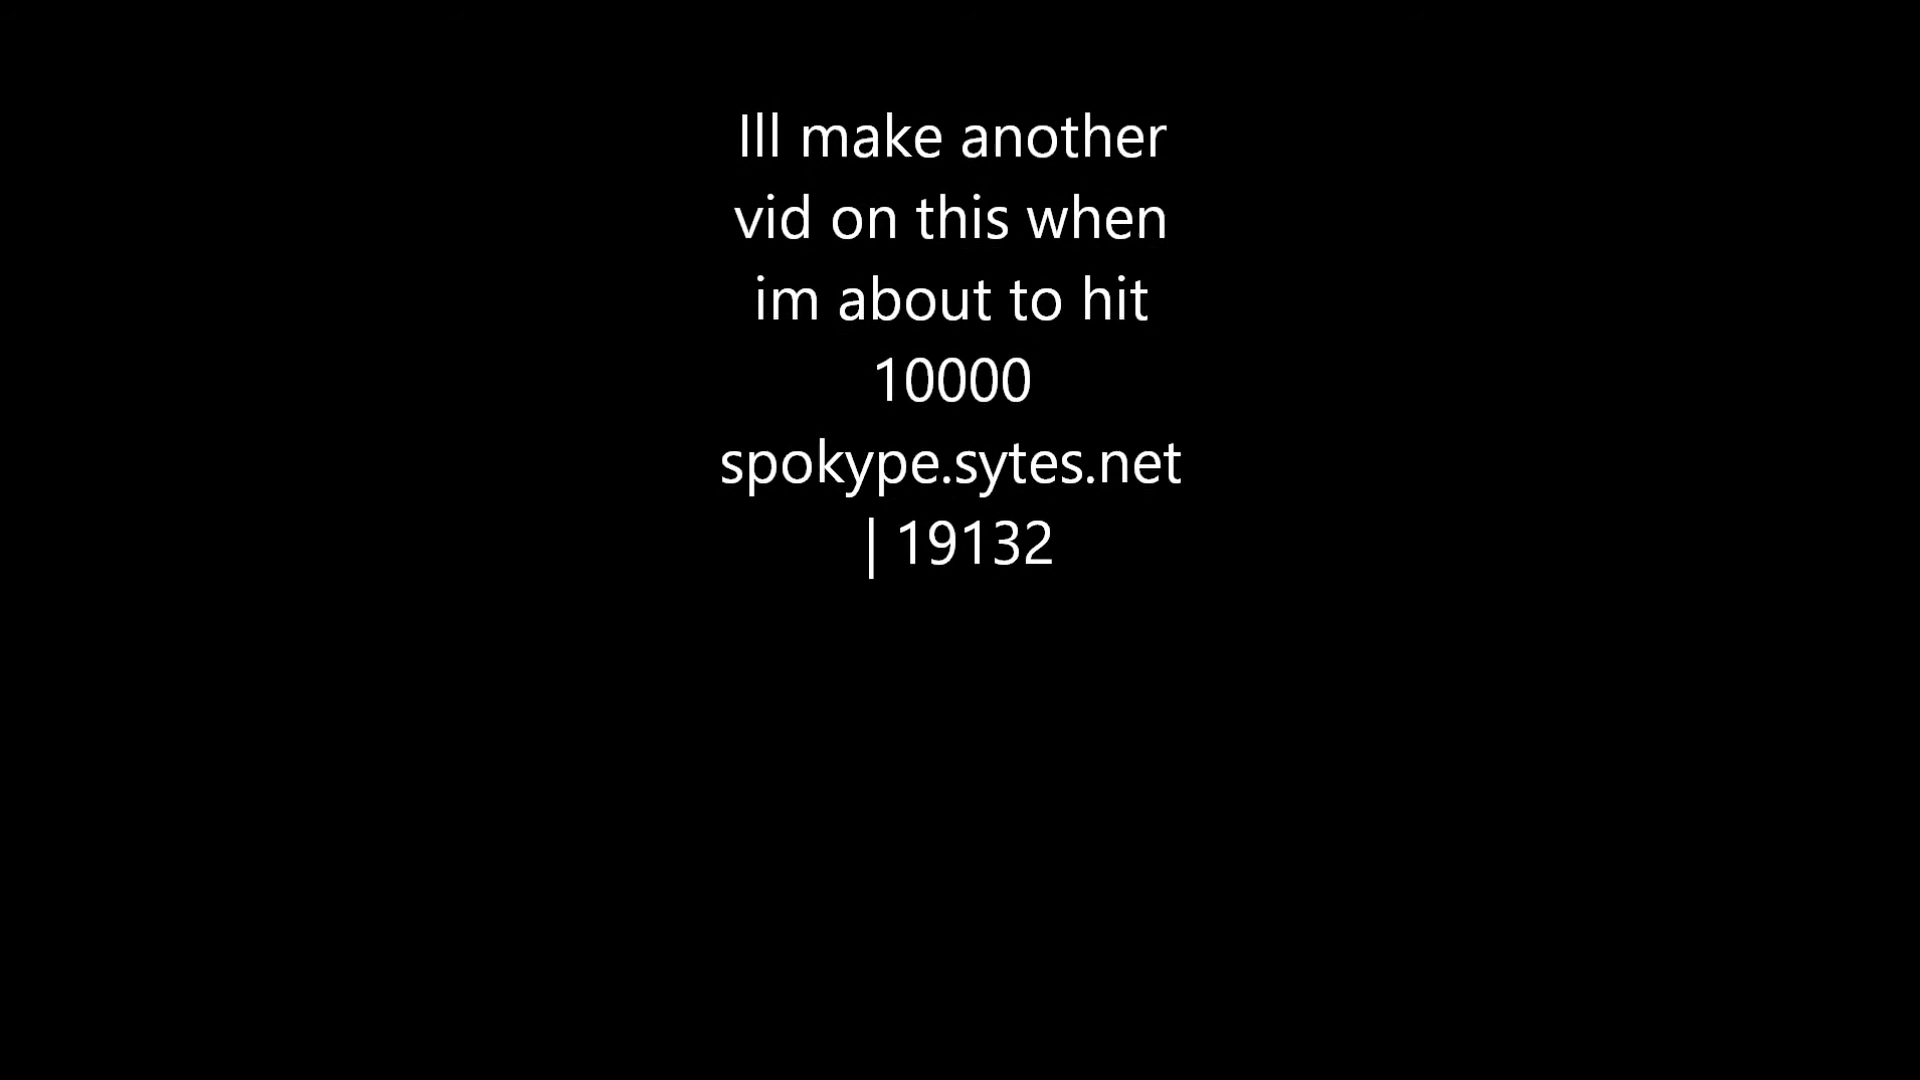 Ill make another
vid on this when
im about to hit
10000
spokype.sytes.net
| 19132